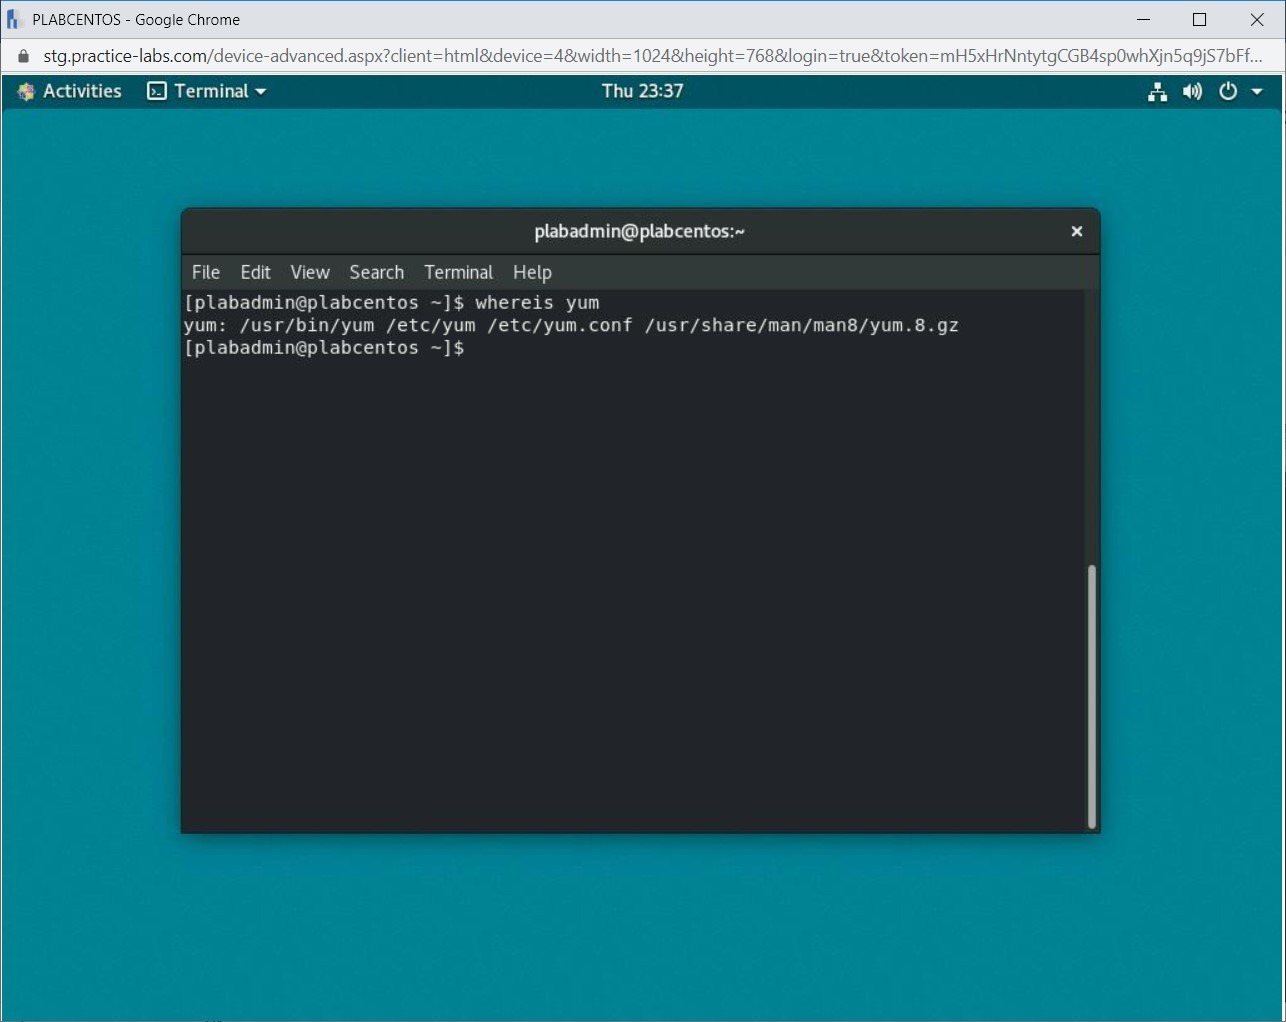 PLABCENTOS - Google Chrome
stg.practice-labs.com/device-advanced.aspx?client=html&device=4&width=1024&height=768&login=true&token=mH5xHrNntytgCGB4sp0whXjn5q9jS7bFf...
Activities Terminal Thu 23:37
plabadmin@plabcentos:~
File Edit View Search Terminal Help
[plabadmin@plabcentos ~]$ whereis yum
yum: /usr/bin/yum /etc/yum /etc/yum.conf /usr/share/man/man8/yum.8.gz
[plabadmin@plabcentos ~]$